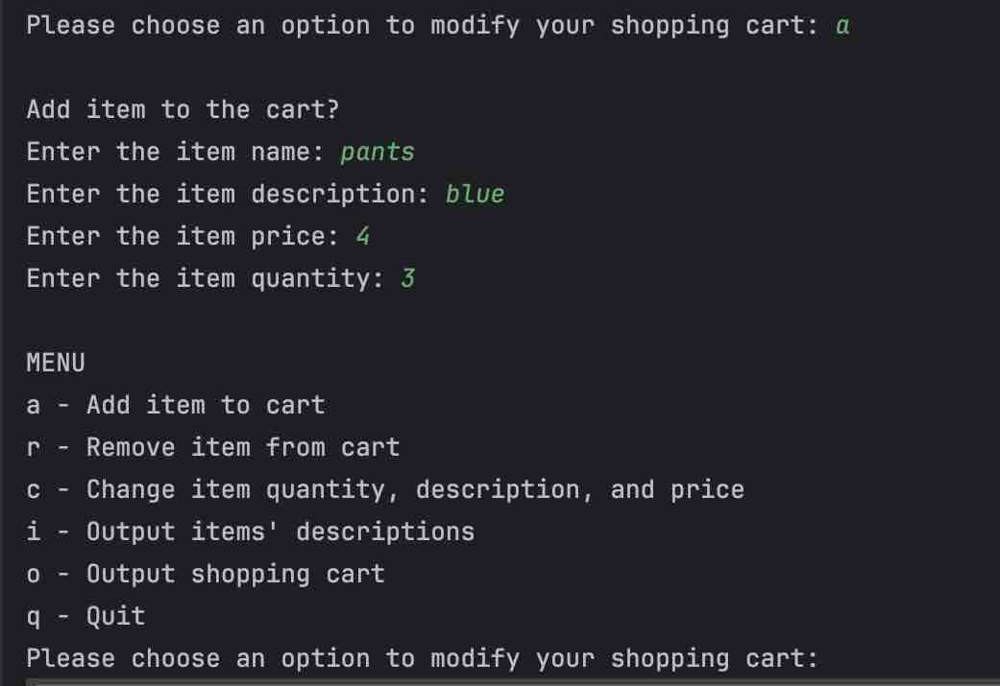 Please choose an option to modify your shopping cart: a
Add item to the cart?
Enter the item name: pants
Enter the item description: blue
Enter the item price: 4
Enter the item quantity: 3
MENU
a - Add item to cart
r - Remove item from cart
c - Change item quantity, description, and price
i - Output items' descriptions
o - Output shopping cart
q - Quit
Please choose an option to modify your shopping cart: